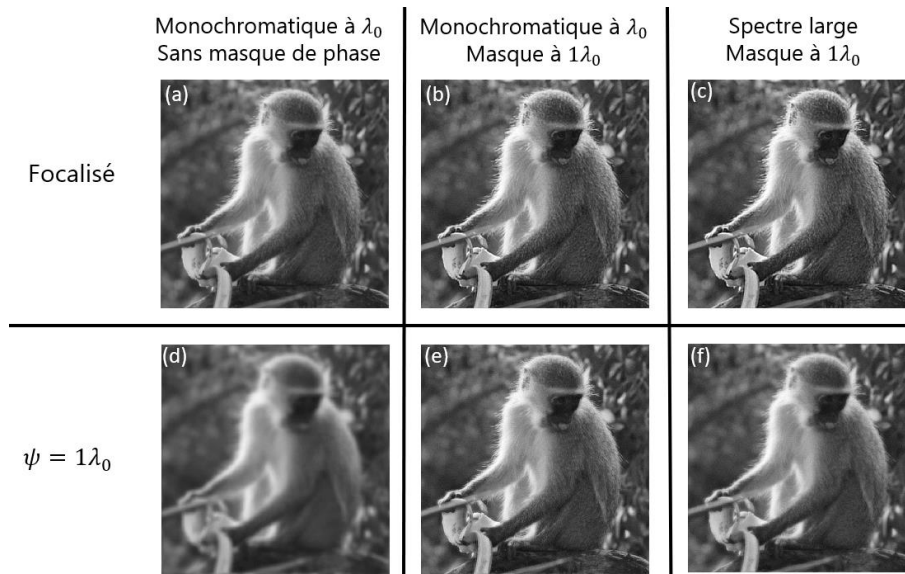 Monochromatique à λ₀
Sans masque de phase
Monochromatique à λ₀
Masque à 1λ₀
Spectre large
Masque à 1λ₀
Focalisé
(a)
(b)
(c)
ψ = 1λ₀
(d)
(e)
(f)